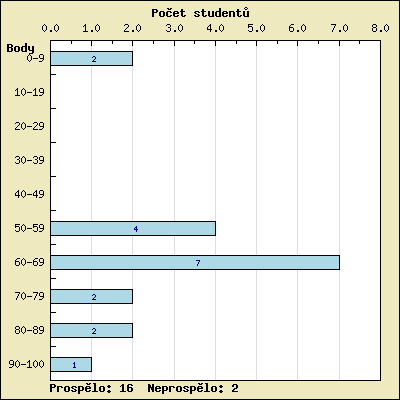 Počet studentů
0.0 1.0 2.0 3.0 4.0 5.0 6.0 7.0 8.0
Body
0-9 2
10-19
20-29
30-39
40-49
50-59 4
60-69 7
70-79 2
80-89 2
90-100 1
Prospělo: 16 Neprospělo: 2